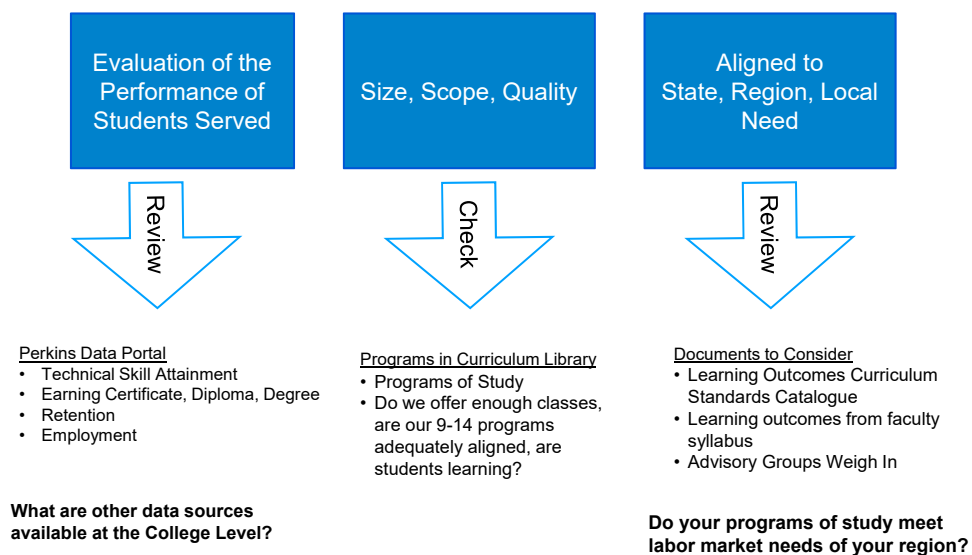 Evaluation of the
Performance of
Students Served
Review
Perkins Data Portal
• Technical Skill Attainment
• Earning Certificate, Diploma, Degree
• Retention
• Employment
What are other data sources
available at the College Level?
Size, Scope, Quality
Check
Programs in Curriculum Library
• Programs of Study
• Do we offer enough classes,
are our 9-14 programs
adequately aligned, are
students learning?
Aligned to
State, Region, Local
Need
Review
Documents to Consider
• Learning Outcomes Curriculum
Standards Catalogue
• Learning outcomes from faculty
syllabus
• Advisory Groups Weigh In
Do your programs of study meet
labor market needs of your region?